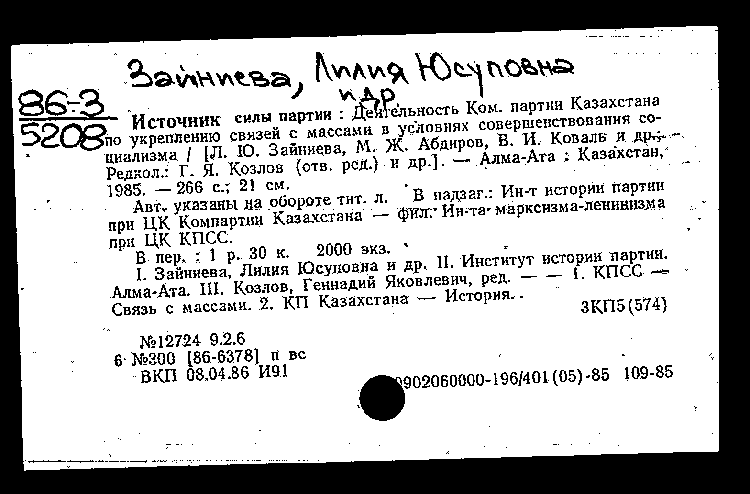 Зайниева, Лилия Юсуповна
идр
86-3
5208
Источник силы партии : Деятельность Ком. партии Казахстана
по укреплению связей с массами в условиях совершенствования со-
циализма / [Л. Ю. Зайниева, М. Ж. Абдиров, В. И. Коваль и др.;
Редкол.: Г. Я. Козлов (отв. ред.) и др.]. — Алма-Ата : Казахстан,
1985. — 266 с.; 21 см.
Авт. указаны на обороте тит. л. В надзаг.: Ин-т истории партии
при ЦК Компартии Казахстана — фил. Ин-та марксизма-ленинизма
при ЦК КПСС.
В пер. : 1 р. 30 к. 2000 экз.
I. Зайниева, Лилия Юсуповна и др. II. Институт истории партии.
Алма-Ата. III. Козлов, Геннадий Яковлевич, ред. — — 1. КПСС —
Связь с массами. 2. КП Казахстана — История.
3КП5(574)
№12724 9.2.6
6 №300 [86-6378] п вс
ВКП 08.04.86 И91
0902060000-196/401(05)-85 109-85